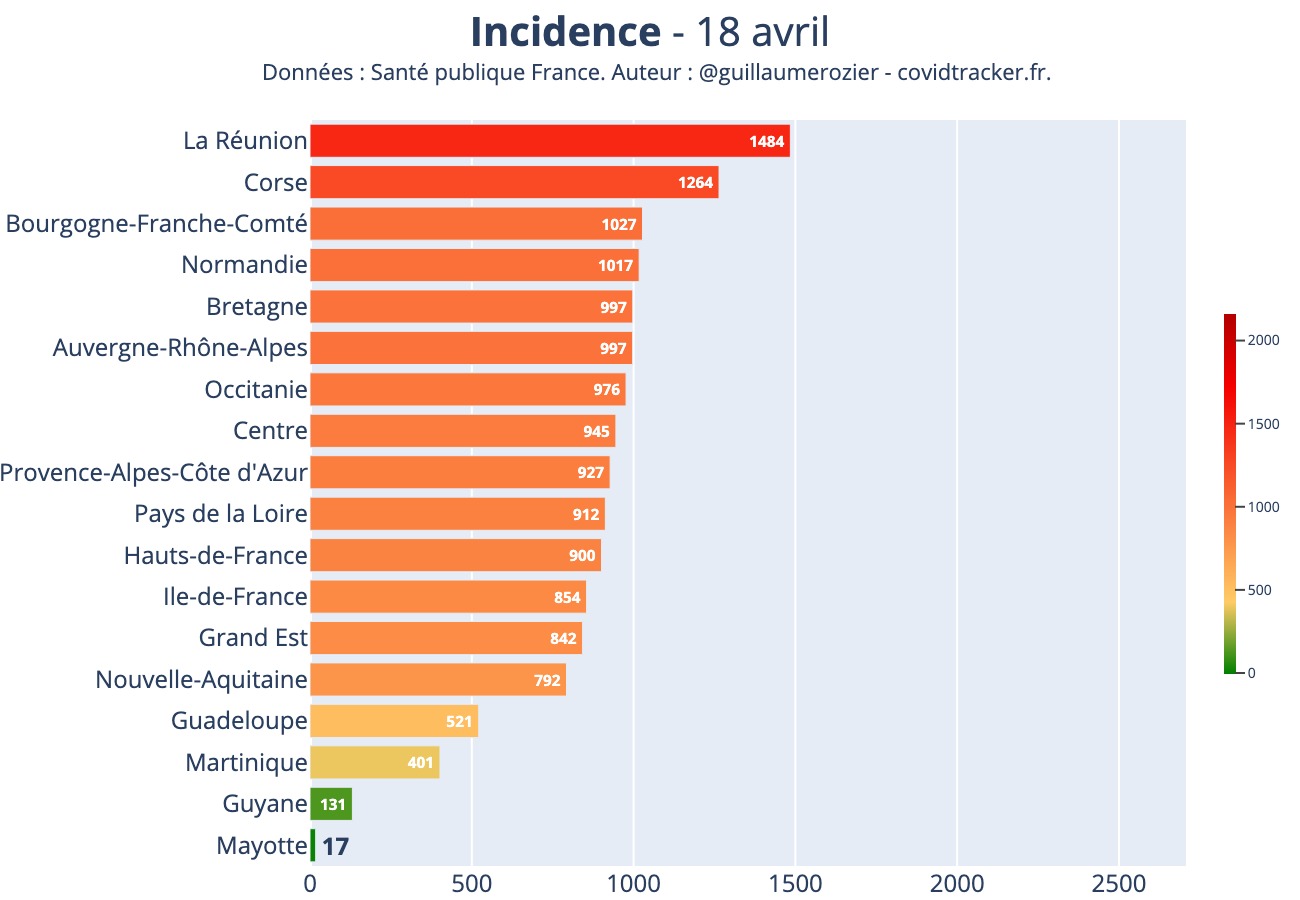 Incidence - 18 avril
Données : Santé publique France. Auteur : @guillaumerozier - covidtracker.fr.
La Réunion 1484
Corse 1264
Bourgogne-Franche-Comté 1027
Normandie 1017
Bretagne 997
Auvergne-Rhône-Alpes 997
Occitanie 976
Centre 945
Provence-Alpes-Côte d'Azur 927
Pays de la Loire 912
Hauts-de-France 900
Ile-de-France 854
Grand Est 842
Nouvelle-Aquitaine 792
Guadeloupe 521
Martinique 401
Guyane 131
Mayotte 17
0 500 1000 1500 2000 2500
2000
1500
1000
500
0